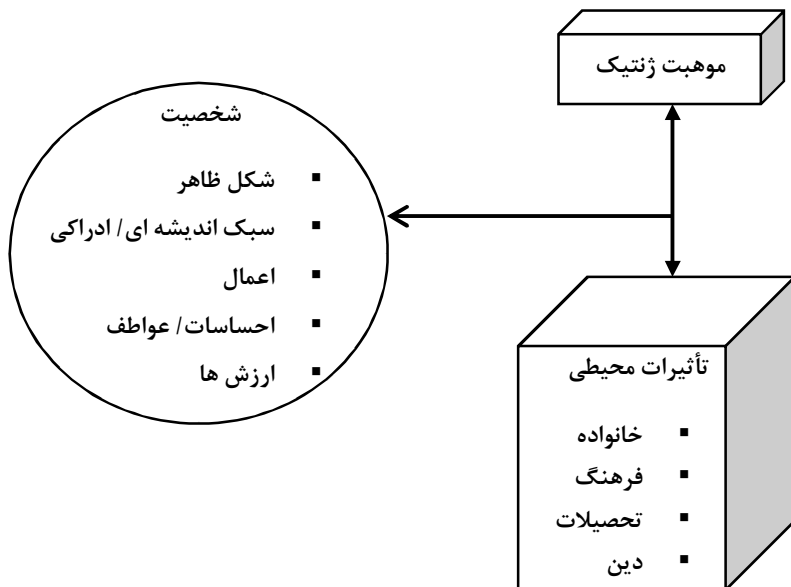 موهبت ژنتیک
شخصیت
▪ شکل ظاهر
▪ سبک اندیشه ای/ ادراکی
▪ اعمال
▪ احساسات/ عواطف
▪ ارزش ها
تأثیرات محیطی
▪ خانواده
▪ فرهنگ
▪ تحصیلات
▪ دین